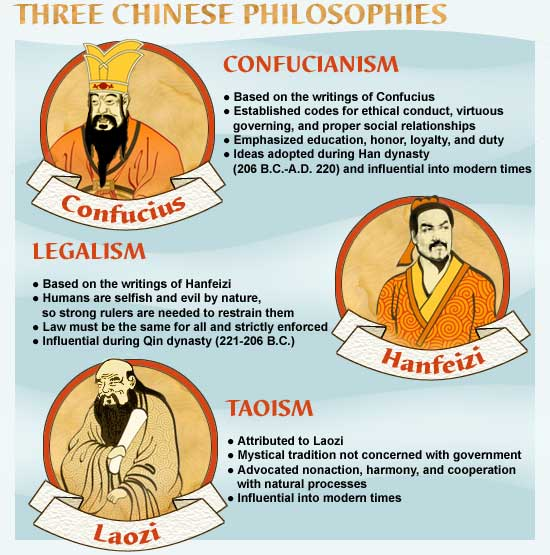 THREE CHINESE PHILOSOPHIES
CONFUCIANISM
● Based on the writings of Confucius
● Established codes for ethical conduct, virtuous
governing, and proper social relationships
● Emphasized education, honor, loyalty, and duty
● Ideas adopted during Han dynasty
(206 B.C.-A.D. 220) and influential into modern times
Confucius
LEGALISM
● Based on the writings of Hanfeizi
● Humans are selfish and evil by nature,
so strong rulers are needed to restrain them
● Law must be the same for all and strictly enforced
● Influential during Qin dynasty (221-206 B.C.)
Hanfeizi
TAOISM
● Attributed to Laozi
● Mystical tradition not concerned with government
● Advocated nonaction, harmony, and cooperation
with natural processes
● Influential into modern times
Laozi